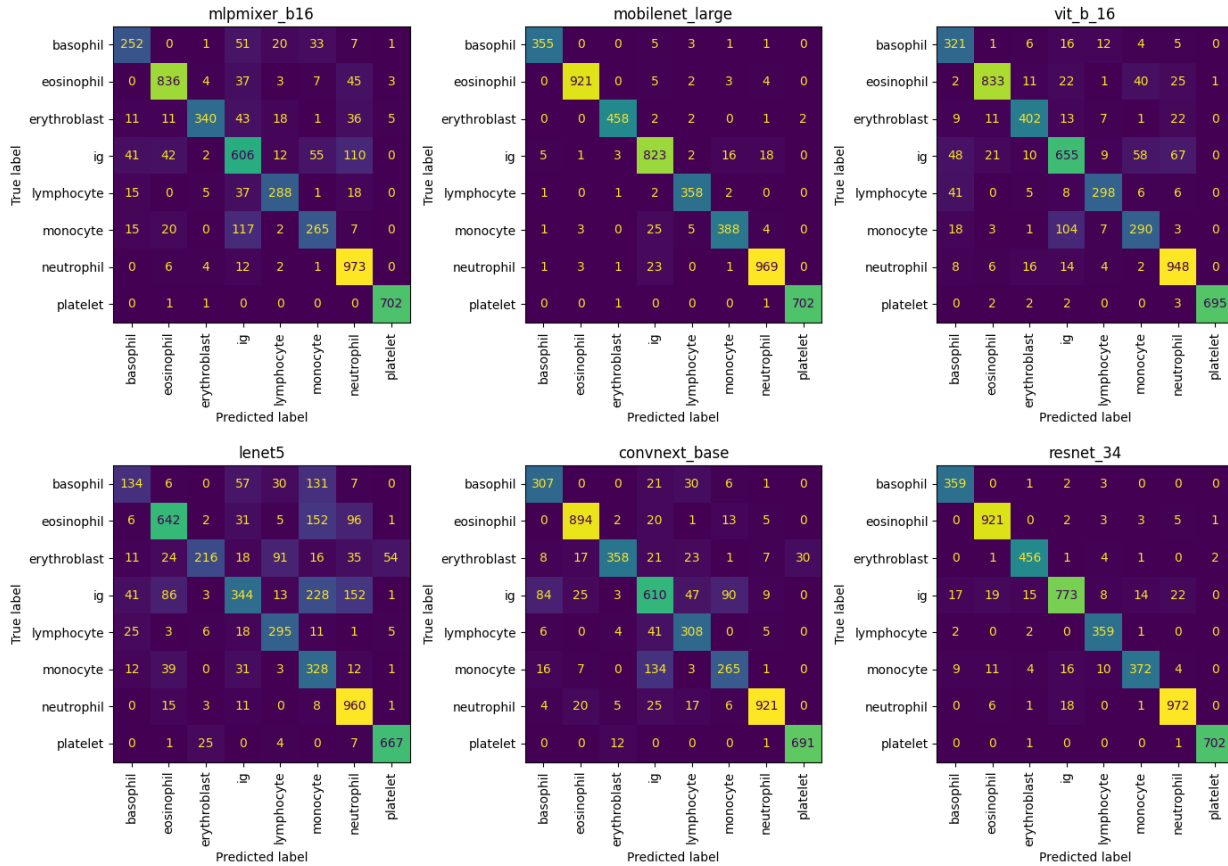 mlpmixer_b16
True label
basophil 252 0 1 51 20 33 7 1
eosinophil 0 836 4 37 3 7 45 3
erythroblast 11 11 340 43 18 1 36 5
ig 41 42 2 606 12 55 110 0
lymphocyte 15 0 5 37 288 1 18 0
monocyte 15 20 0 117 2 265 7 0
neutrophil 0 6 4 12 2 1 973 0
platelet 0 1 1 0 0 0 0 702
basophil eosinophil erythroblast ig lymphocyte monocyte neutrophil platelet
Predicted label
mobilenet_large
True label
basophil 355 0 0 5 3 1 1 0
eosinophil 0 921 0 5 2 3 4 0
erythroblast 0 0 458 2 2 0 1 2
ig 5 1 3 823 2 16 18 0
lymphocyte 1 0 1 2 358 2 0 0
monocyte 1 3 0 25 5 388 4 0
neutrophil 1 3 1 23 0 1 969 0
platelet 0 0 1 0 0 0 1 702
basophil eosinophil erythroblast ig lymphocyte monocyte neutrophil platelet
Predicted label
vit_b_16
True label
basophil 321 1 6 16 12 4 5 0
eosinophil 2 833 11 22 1 40 25 1
erythroblast 9 11 402 13 7 1 22 0
ig 48 21 10 655 9 58 67 0
lymphocyte 41 0 5 8 298 6 6 0
monocyte 18 3 1 104 7 290 3 0
neutrophil 8 6 16 14 4 2 948 0
platelet 0 2 2 2 0 0 3 695
basophil eosinophil erythroblast ig lymphocyte monocyte neutrophil platelet
Predicted label
lenet5
True label
basophil 134 6 0 57 30 131 7 0
eosinophil 6 642 2 31 5 152 96 1
erythroblast 11 24 216 18 91 16 35 54
ig 41 86 3 344 13 228 152 1
lymphocyte 25 3 6 18 295 11 1 5
monocyte 12 39 0 31 3 328 12 1
neutrophil 0 15 3 11 0 8 960 1
platelet 0 1 25 0 4 0 7 667
basophil eosinophil erythroblast ig lymphocyte monocyte neutrophil platelet
Predicted label
convnext_base
True label
basophil 307 0 0 21 30 6 1 0
eosinophil 0 894 2 20 1 13 5 0
erythroblast 8 17 358 21 23 1 7 30
ig 84 25 3 610 47 90 9 0
lymphocyte 6 0 4 41 308 0 5 0
monocyte 16 7 0 134 3 265 1 0
neutrophil 4 20 5 25 17 6 921 0
platelet 0 0 12 0 0 0 1 691
basophil eosinophil erythroblast ig lymphocyte monocyte neutrophil platelet
Predicted label
resnet_34
True label
basophil 359 0 1 2 3 0 0 0
eosinophil 0 921 0 2 3 3 5 1
erythroblast 0 1 456 1 4 1 0 2
ig 17 19 15 773 8 14 22 0
lymphocyte 2 0 2 0 359 1 0 0
monocyte 9 11 4 16 10 372 4 0
neutrophil 0 6 1 18 0 1 972 0
platelet 0 0 1 0 0 0 1 702
basophil eosinophil erythroblast ig lymphocyte monocyte neutrophil platelet
Predicted label